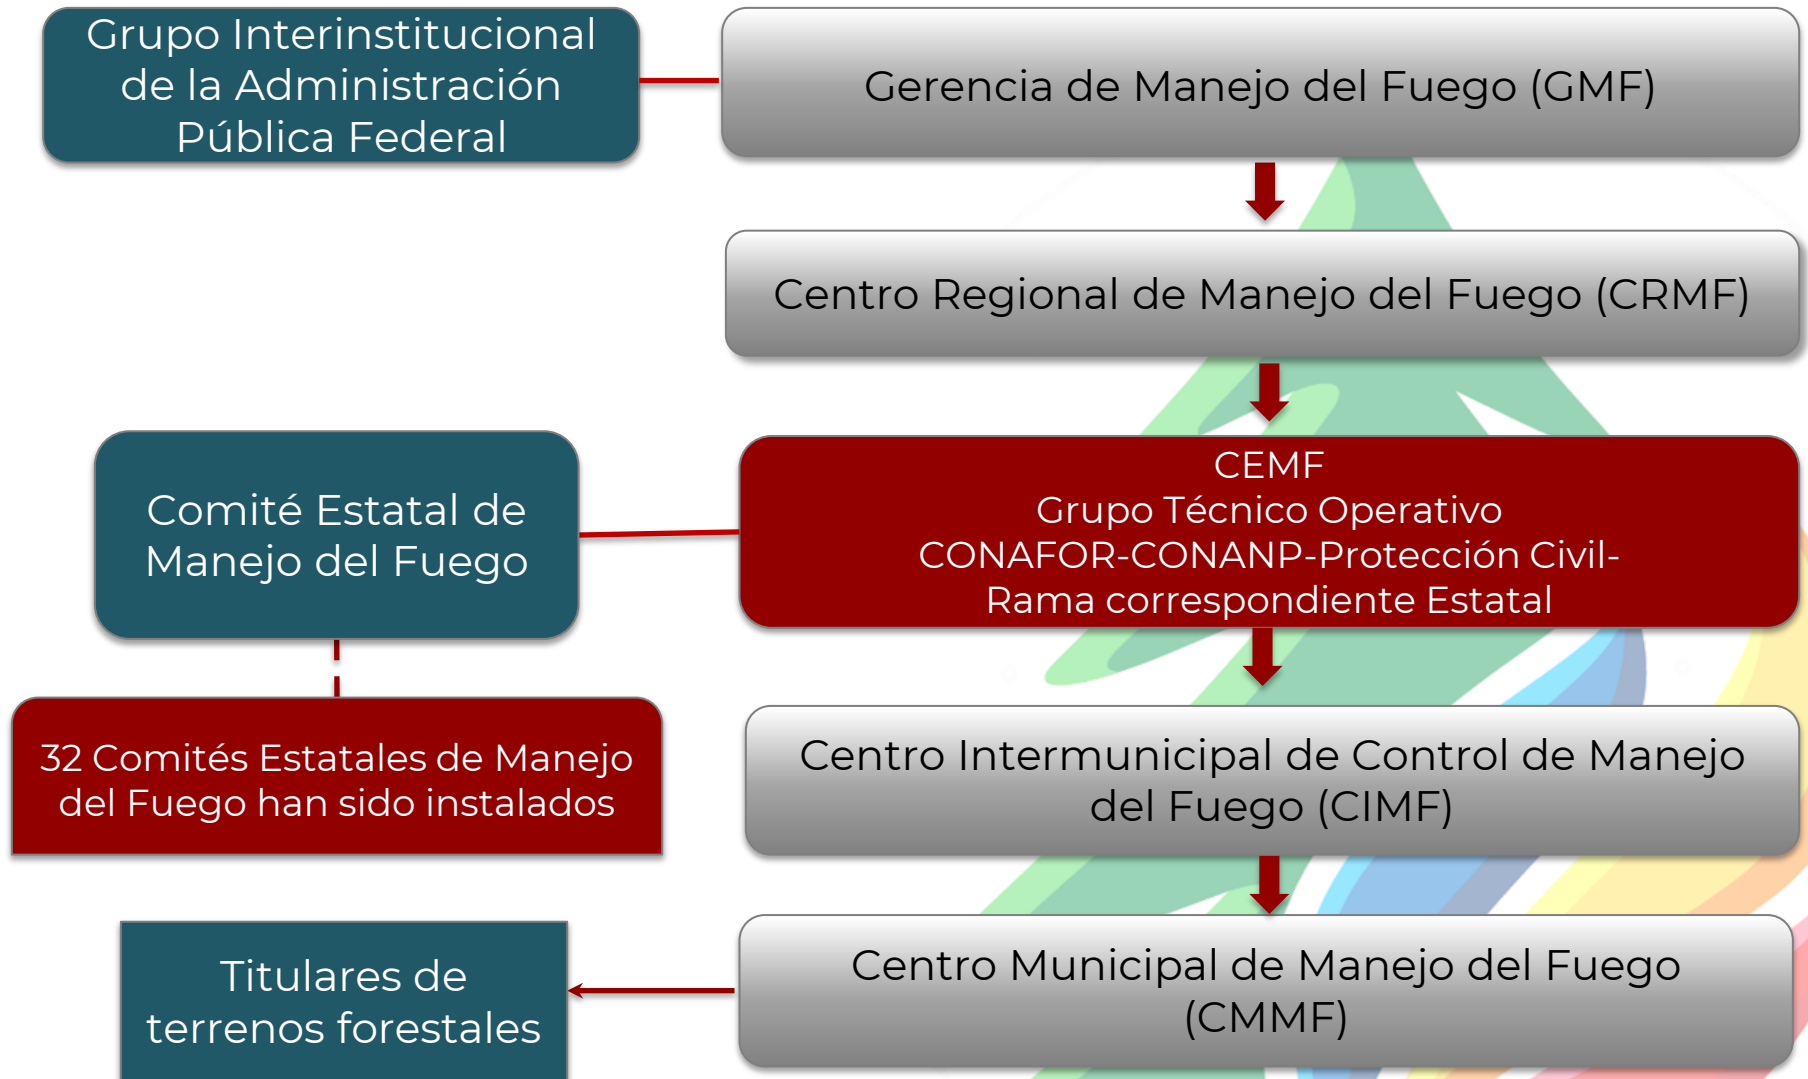 Grupo Interinstitucional
de la Administración
Pública Federal
Gerencia de Manejo del Fuego (GMF)
Centro Regional de Manejo del Fuego (CRMF)
Comité Estatal de
Manejo del Fuego
CEMF
Grupo Técnico Operativo
CONAFOR-CONANP-Protección Civil-
Rama correspondiente Estatal
32 Comités Estatales de Manejo
del Fuego han sido instalados
Centro Intermunicipal de Control de Manejo
del Fuego (CIMF)
Centro Municipal de Manejo del Fuego
(CMMF)
Titulares de
terrenos forestales